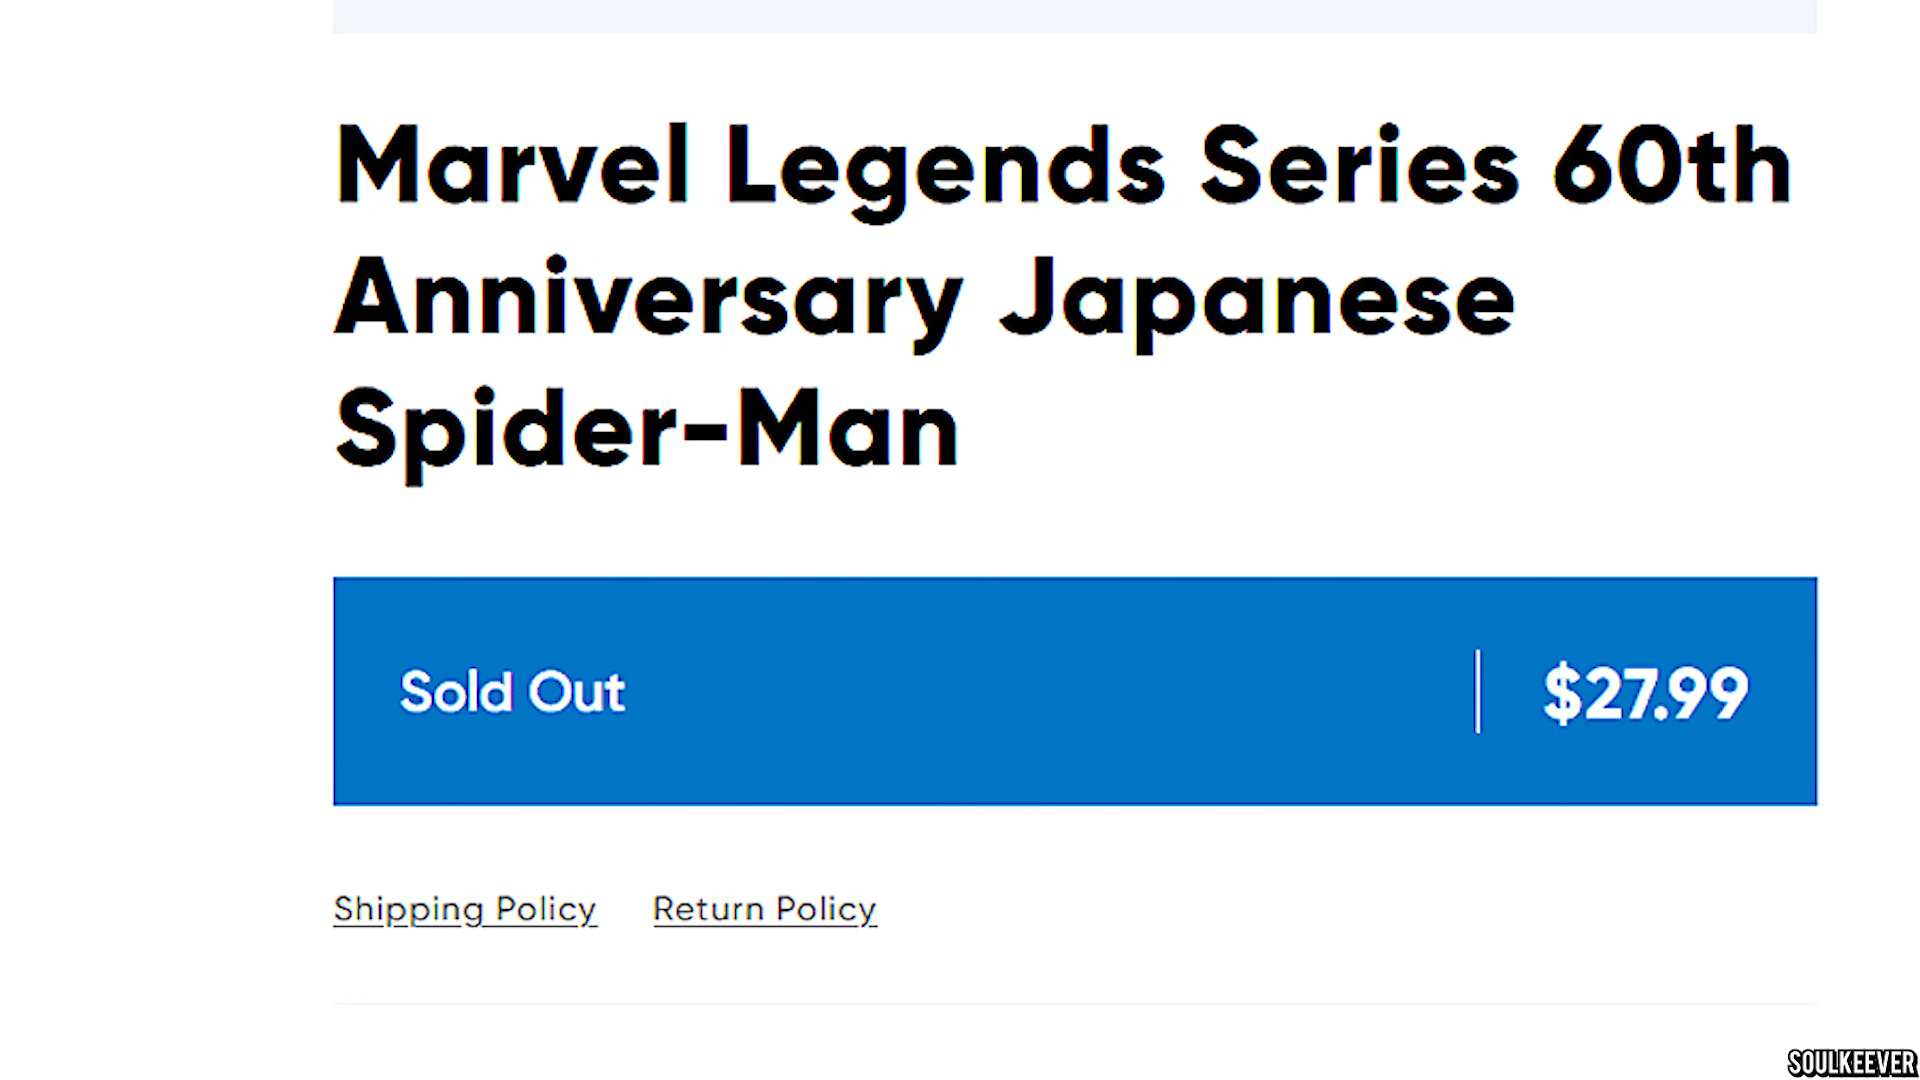 Marvel Legends Series 60th
Anniversary Japanese
Spider-Man
Sold Out
$27.99
Shipping Policy Return Policy
SOULKEEVER